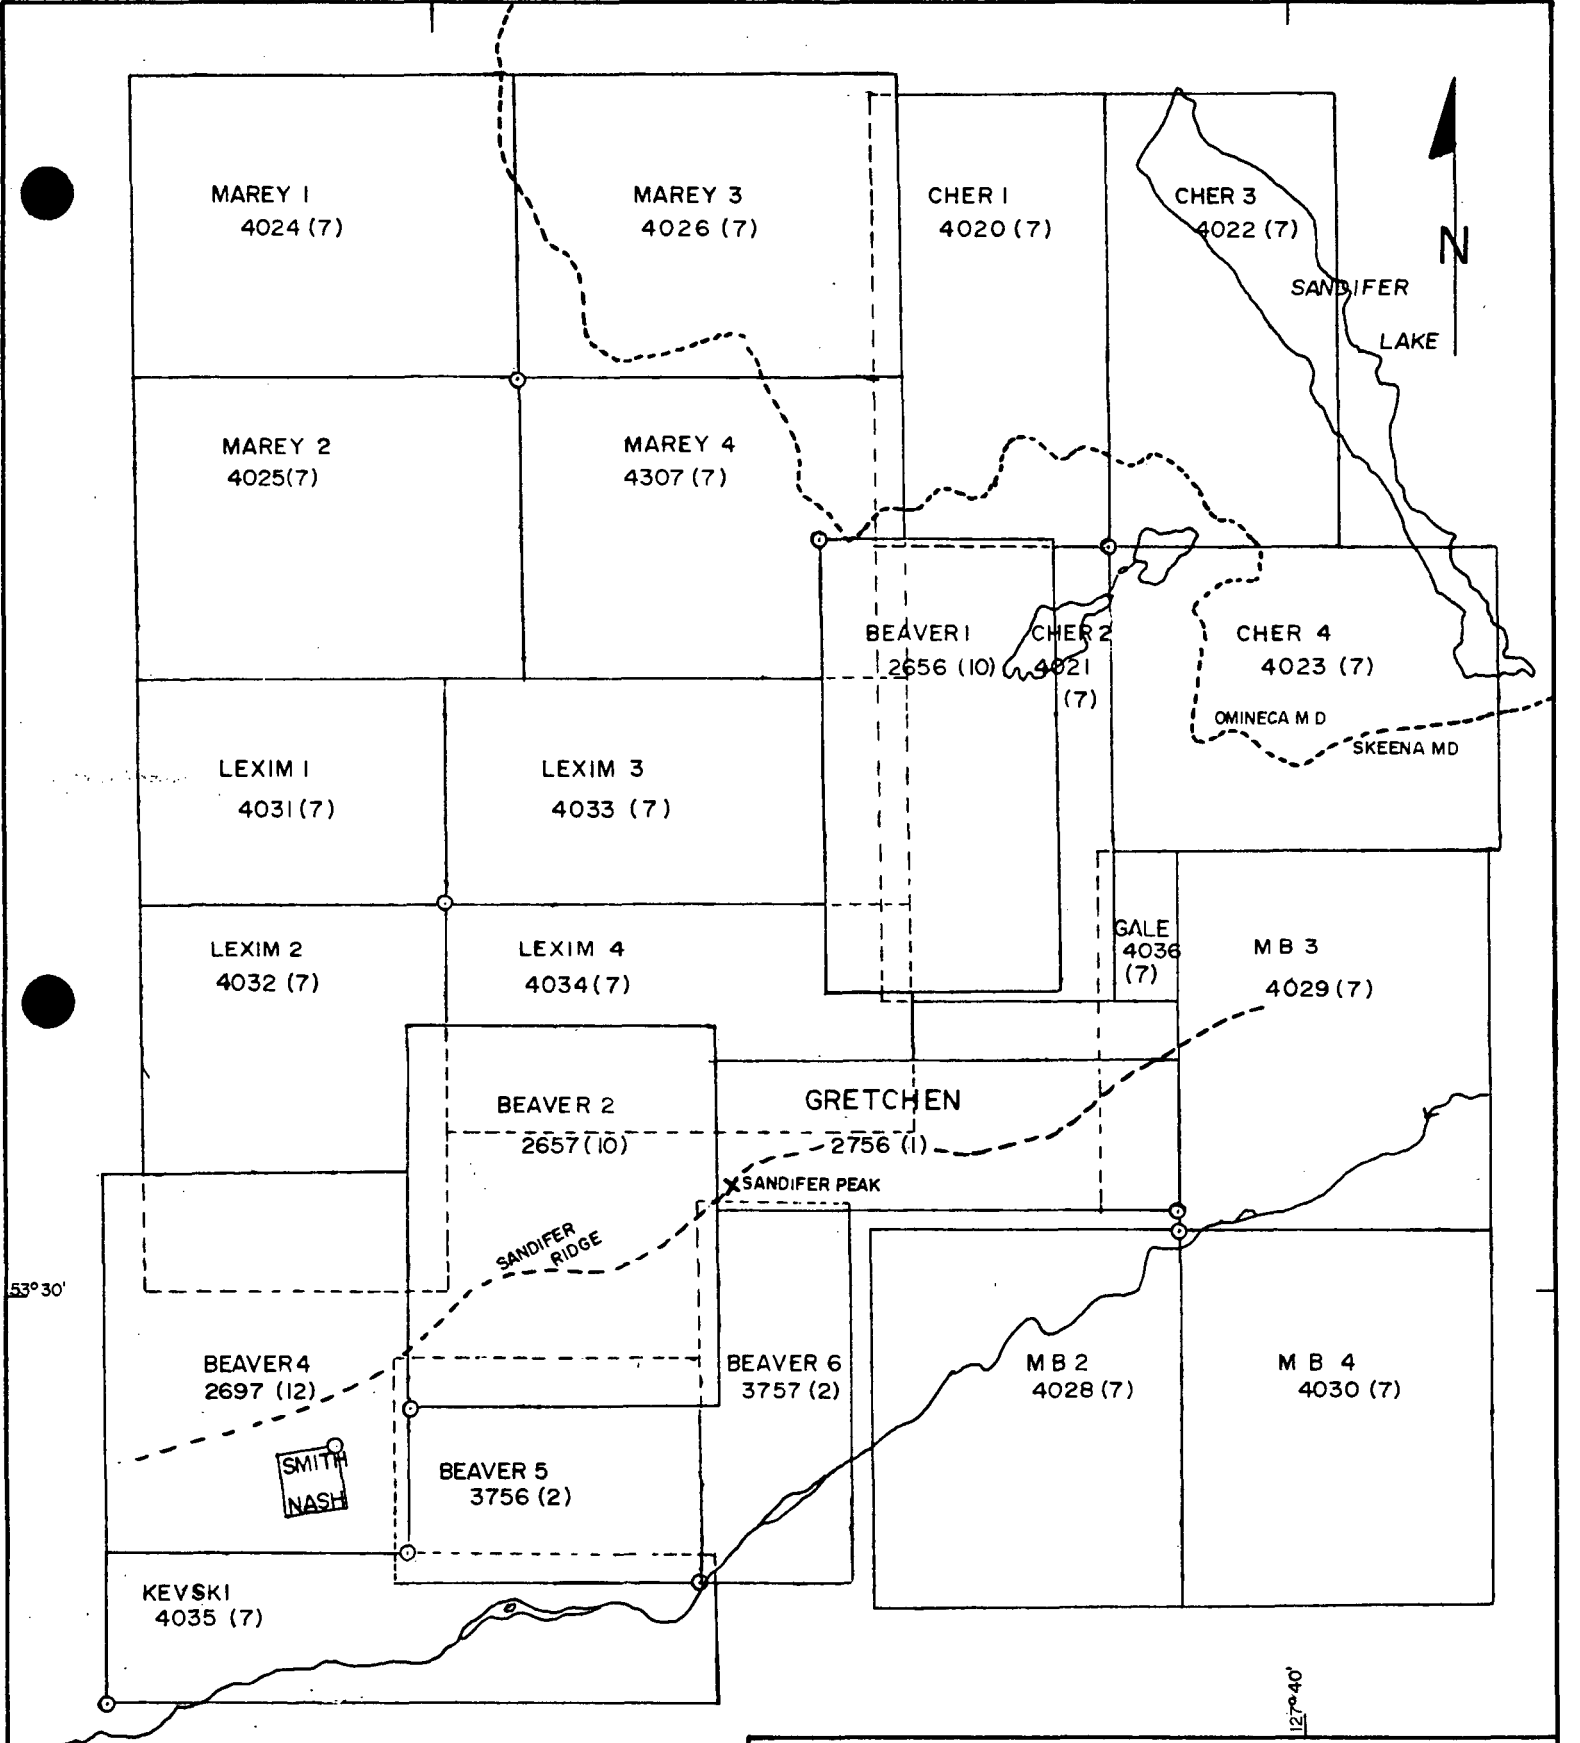 MAREY 1
4024 (7)
MAREY 3
4026 (7)
CHER 1
4020 (7)
CHER 3
4022 (7)
N
SANDIFER
LAKE
MAREY 2
4025(7)
MAREY 4
4307 (7)
BEAVER 1
2656 (10)
CHER 2
4021
(7)
CHER 4
4023 (7)
OMINECA M D
SKEENA MD
LEXIM 1
4031 (7)
LEXIM 3
4033 (7)
LEXIM 2
4032 (7)
LEXIM 4
4034 (7)
GALE
4036
(7)
M B 3
4029 (7)
BEAVER 2
2657 (10)
GRETCHEN
2756 (1)
SANDIFER PEAK
SANDIFER
RIDGE
53°30'
BEAVER 4
2697 (12)
BEAVER 6
3757 (2)
M B 2
4028 (7)
M B 4
4030 (7)
SMITH
NASH
BEAVER 5
3756 (2)
KEVSKI
4035 (7)
127°40'